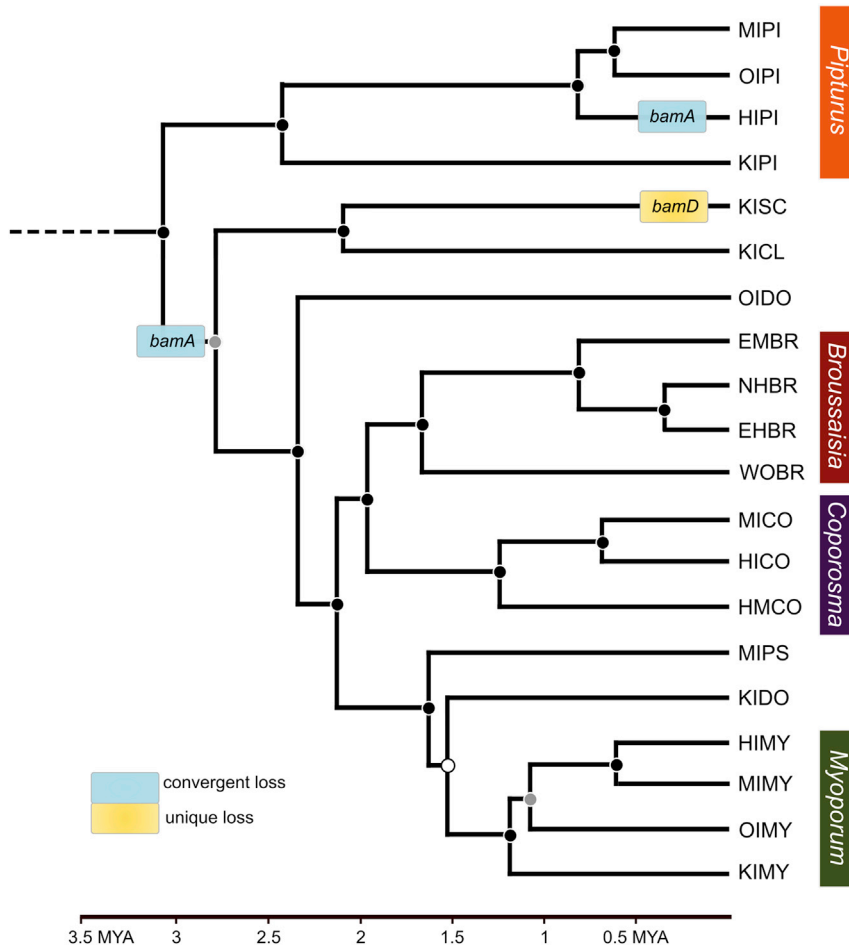 MIPI
OIPI
bamA
HIPI
KIPI
Pipturus
bamD
KISC
KICL
OIDO
bamA
EMBR
NHBR
EHBR
WOBR
Broussaisia
MICO
HICO
HMCO
Coporosma
MIPS
KIDO
HIMY
MIMY
OIMY
KIMY
Myoporum
convergent loss
unique loss
3.5 MYA 3 2.5 2 1.5 1 0.5 MYA